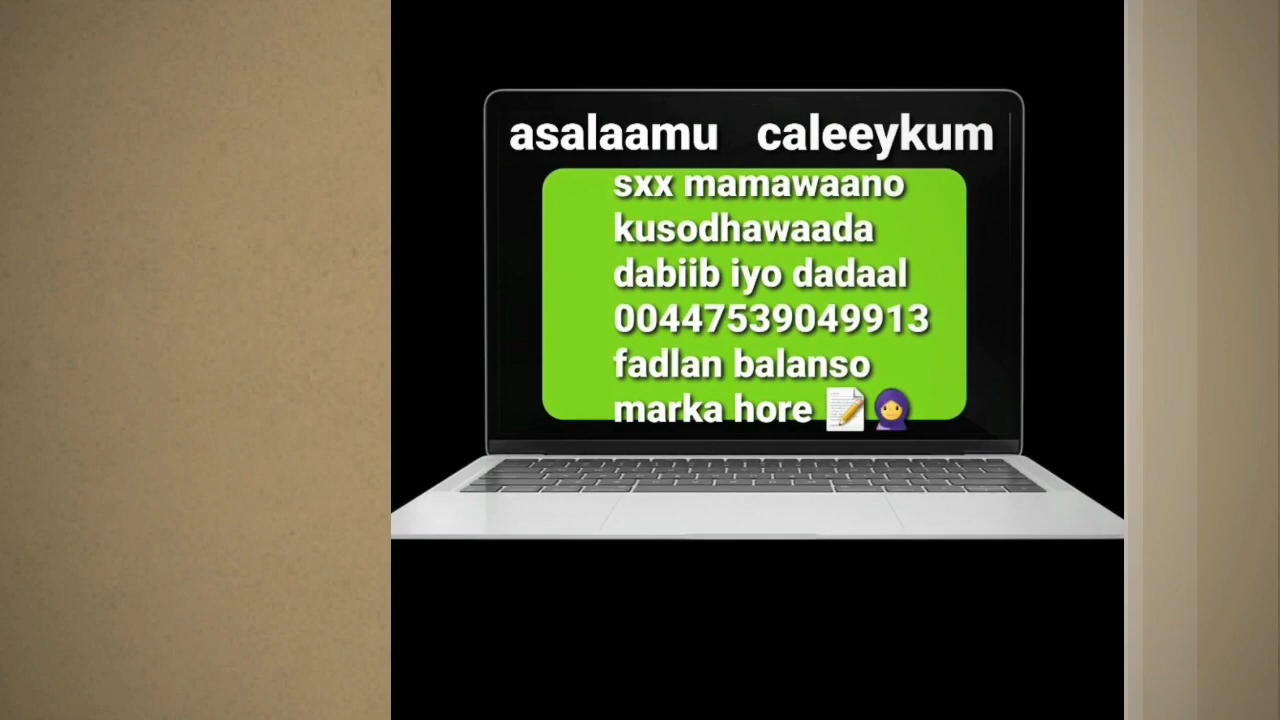 asalaamu caleeykum
sxx mamawaano
kusodhawaada
dabiib iyo dadaal
00447539049913
fadlan balanso
marka hore 📝🧕